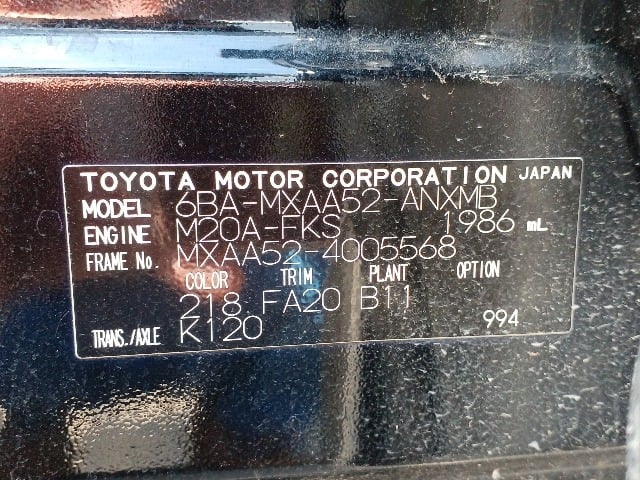 TOYOTA MOTOR CORPORATION JAPAN
MODEL 6BA-MXAA52-ANXMB
ENGINE M20A-FKS 1986 mL
FRAME No. MXAA52-4005568
COLOR TRIM PLANT OPTION
218 FA20 B11
TRANS./AXLE K120 994